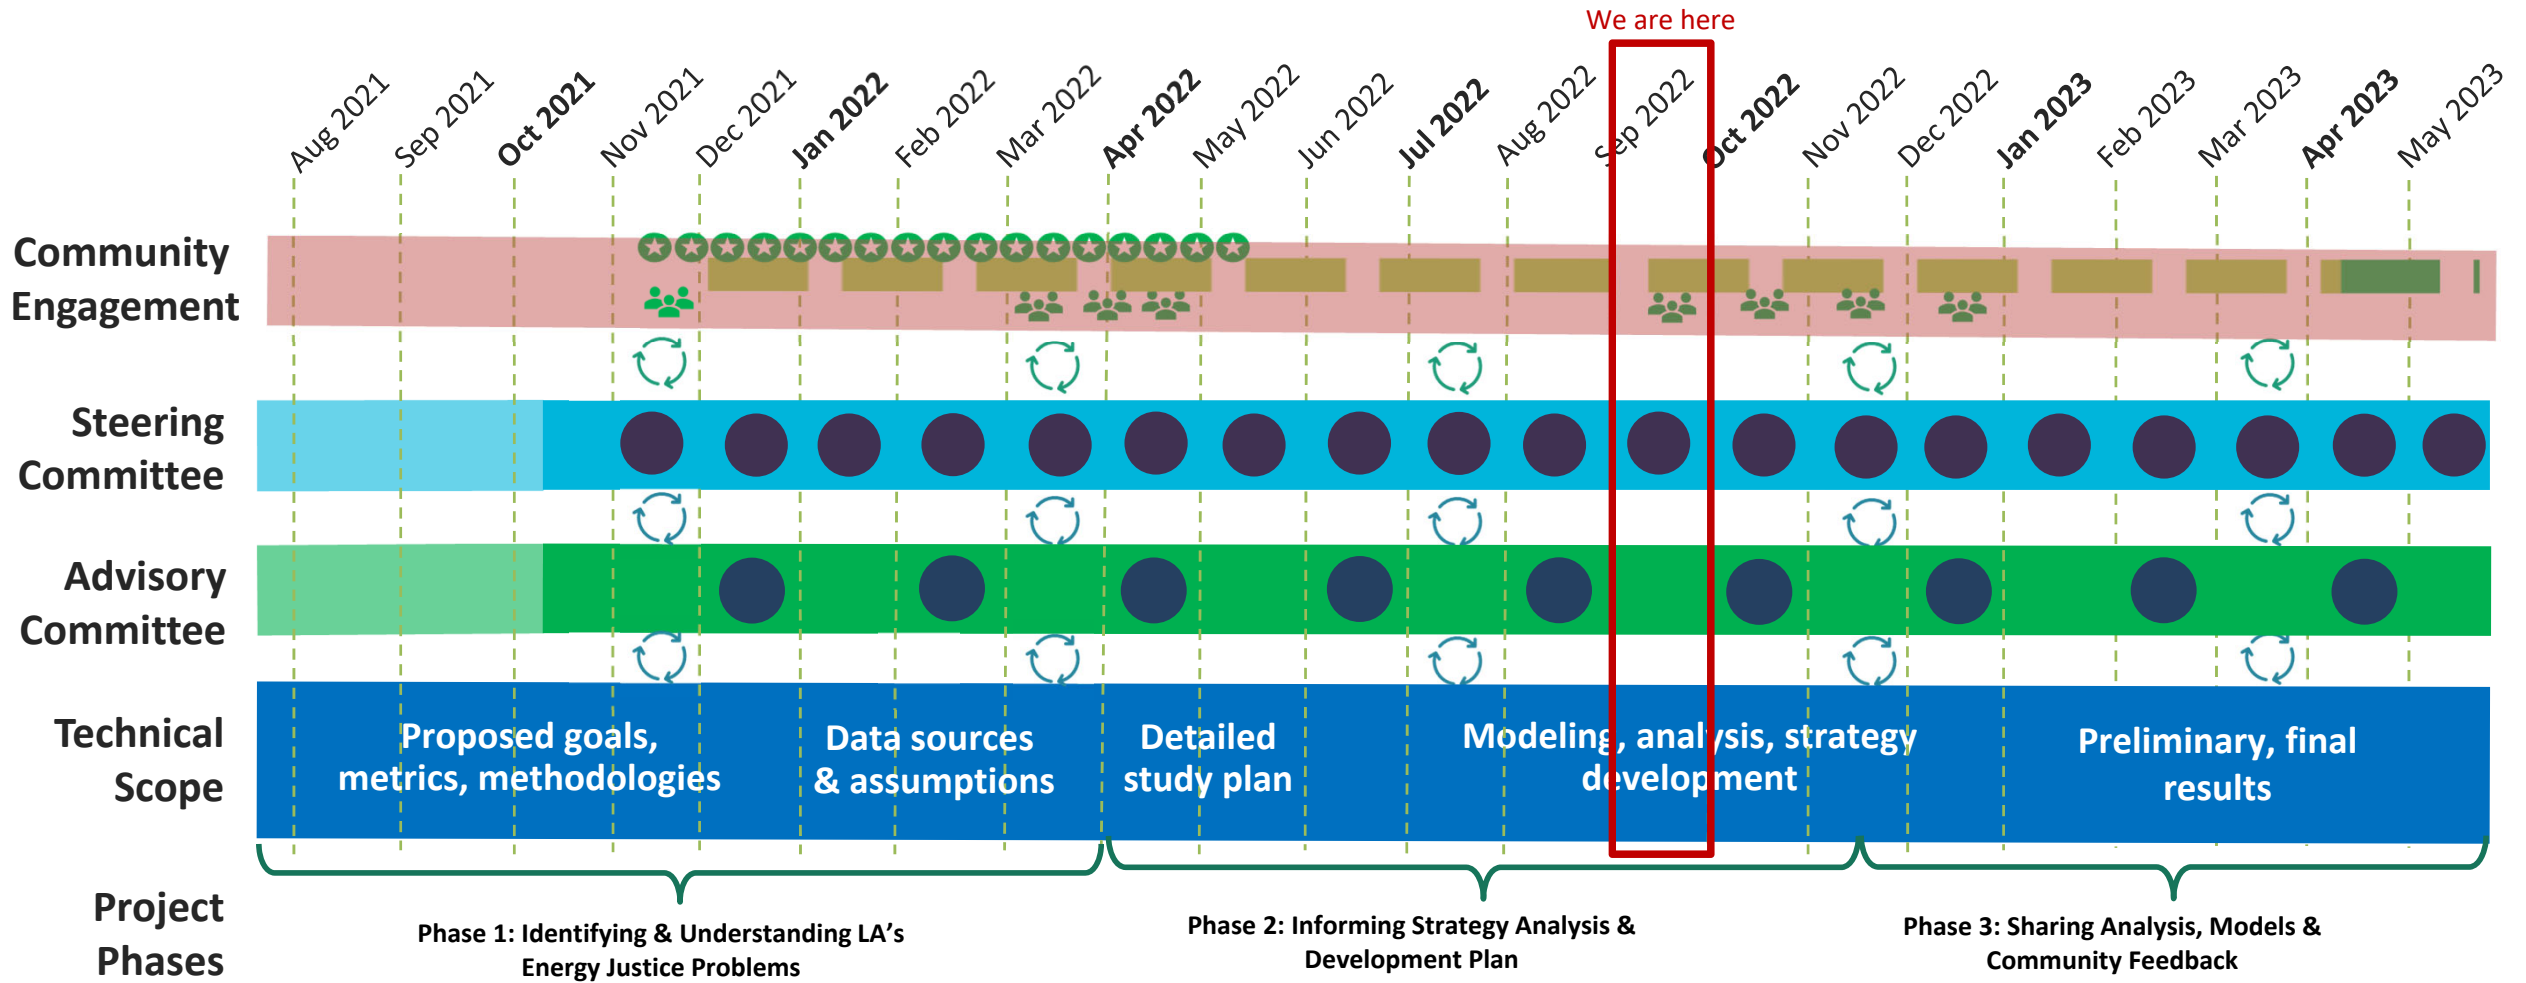 We are here
Aug 2021
Sep 2021
Oct 2021
Nov 2021
Dec 2021
Jan 2022
Feb 2022
Mar 2022
Apr 2022
May 2022
Jun 2022
Jul 2022
Aug 2022
Sep 2022
Oct 2022
Nov 2022
Dec 2022
Jan 2023
Feb 2023
Mar 2023
Apr 2023
May 2023
Community
Engagement
Steering
Committee
Advisory
Committee
Technical
Scope
Proposed goals,
metrics, methodologies
Data sources
& assumptions
Detailed
study plan
Modeling, analysis, strategy
development
Preliminary, final
results
Project
Phases
Phase 1: Identifying & Understanding LA's
Energy Justice Problems
Phase 2: Informing Strategy Analysis &
Development Plan
Phase 3: Sharing Analysis, Models &
Community Feedback